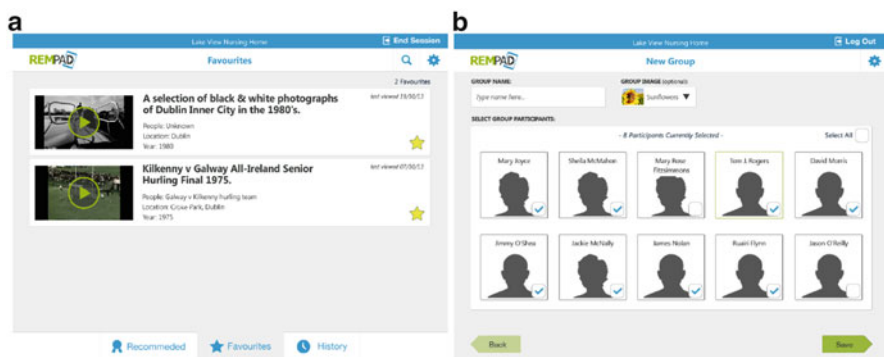 a
Lake View Nursing Home
End Session
REMPAD
Favourites
2 Favourites
A selection of black & white photographs
of Dublin Inner City in the 1980's.
last viewed
People: Unknown
Location: Dublin
Year: 1980
Kilkenny v Galway All-Ireland Senior
Hurling Final 1975.
last viewed
People: Galway v Kilkenny hurling team
Location: Croke-Park, Dublin
Year: 1975
Recommeded
Favourites
History
b
Lake View Nursing Home
Log Out
REMPAD
New Group
GROUP NAME:
GROUP IMAGE (optional):
Type name here..
Sunflowers
SELECT GROUP PARTICIPANTS:
- 8 Participants Currently Selected -
Select All
Mary Joyce
Sheila McMahon
Mary Rose
Fitzsimmons
Tom J. Rogers
David Morris
Jimmy O'Shea
Jackie McNally
James Nolan
Ruairi Flynn
Jason O'Reilly
Back
Save